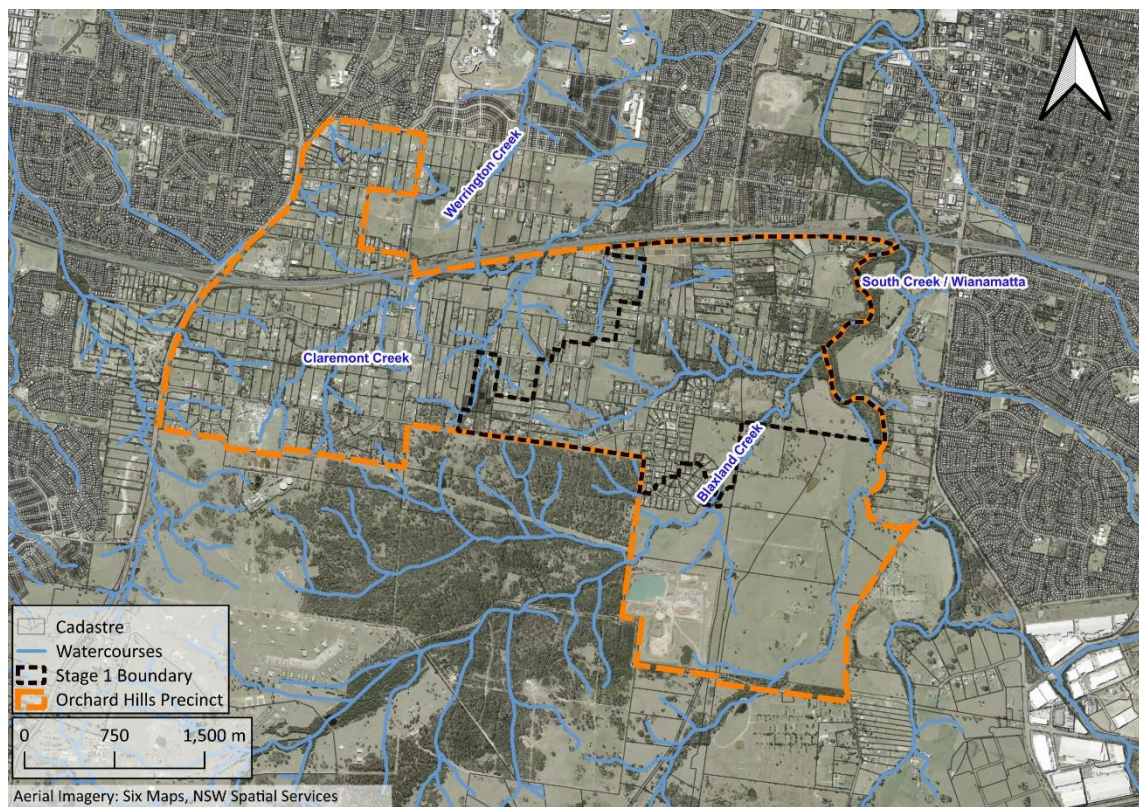 Werrington Creek
South Creek / Wianamatta
Claremont Creek
Blaxland Creek
Cadastre
Watercourses
Stage 1 Boundary
Orchard Hills Precinct
0 750 1,500 m
Aerial Imagery: Six Maps, NSW Spatial Services